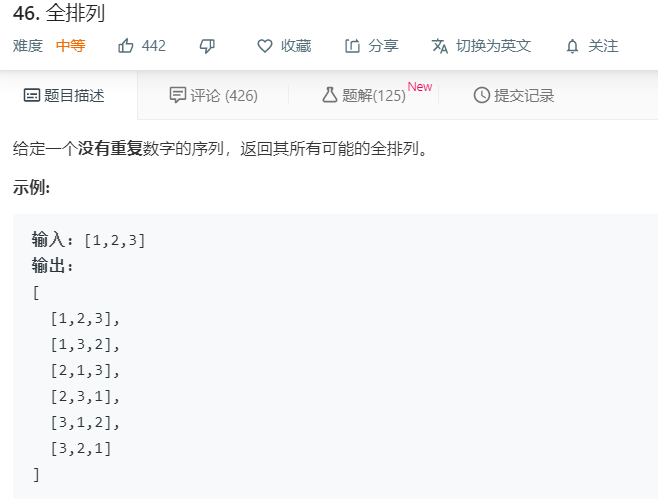 46. 全排列
难度 中等 442 收藏 分享 切换为英文 关注
题目描述 评论 (426) 题解(125) New 提交记录
给定一个没有重复数字的序列，返回其所有可能的全排列。
示例:
输入: [1,2,3]
输出:
[
  [1,2,3],
  [1,3,2],
  [2,1,3],
  [2,3,1],
  [3,1,2],
  [3,2,1]
]